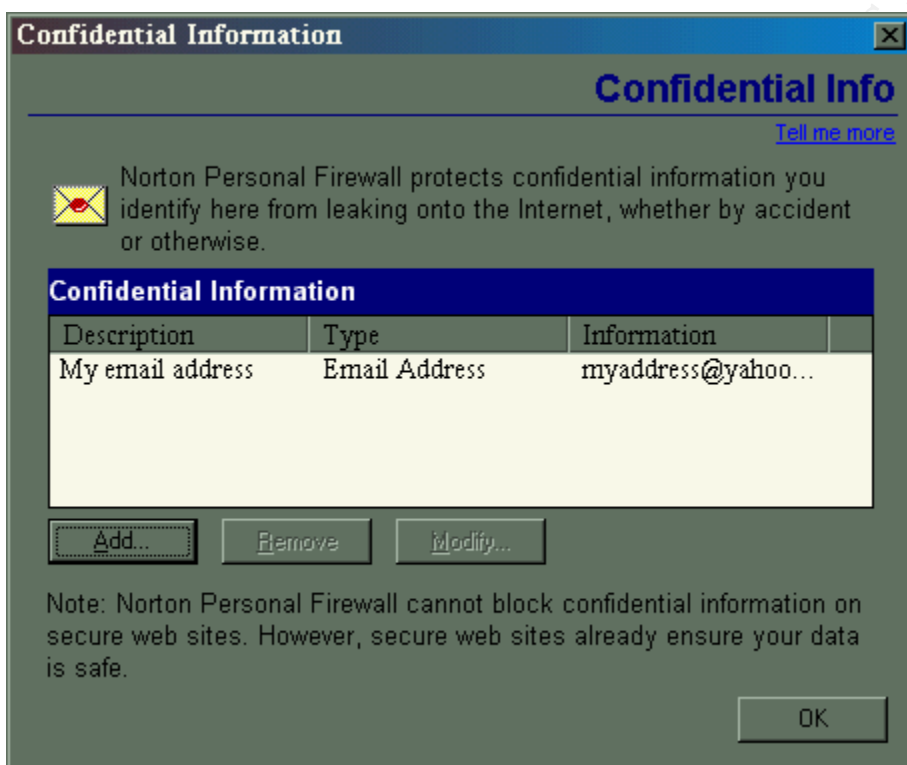 Confidential Information
Confidential Info
Tell me more
Norton Personal Firewall protects confidential information you
identify here from leaking onto the Internet, whether by accident
or otherwise.
Confidential Information
Description Type Information
My email address Email Address myaddress@yahoo...
Add... Remove Modify...
Note: Norton Personal Firewall cannot block confidential information on
secure web sites. However, secure web sites already ensure your data
is safe.
OK